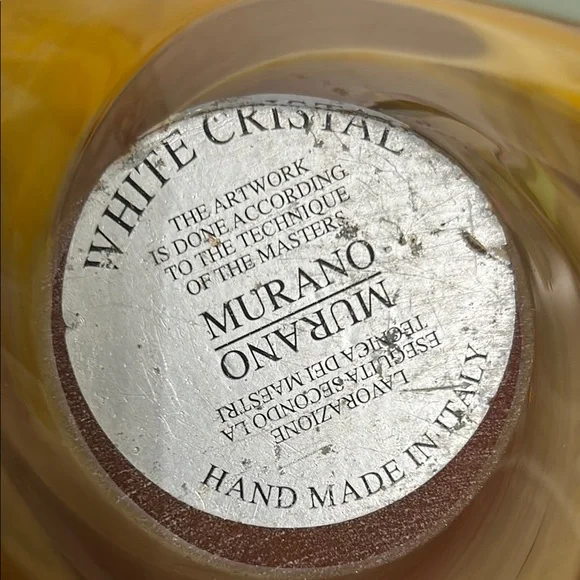 WHITE CRISTAL
THE ARTWORK
IS DONE ACCORDING
TO THE TECHNIQUE
OF THE MASTERS
MURANO
MURANO
LAVORAZIONE
ESEGUITA SECONDO LA
TECNICA DEI MAESTRI
HAND MADE IN ITALY